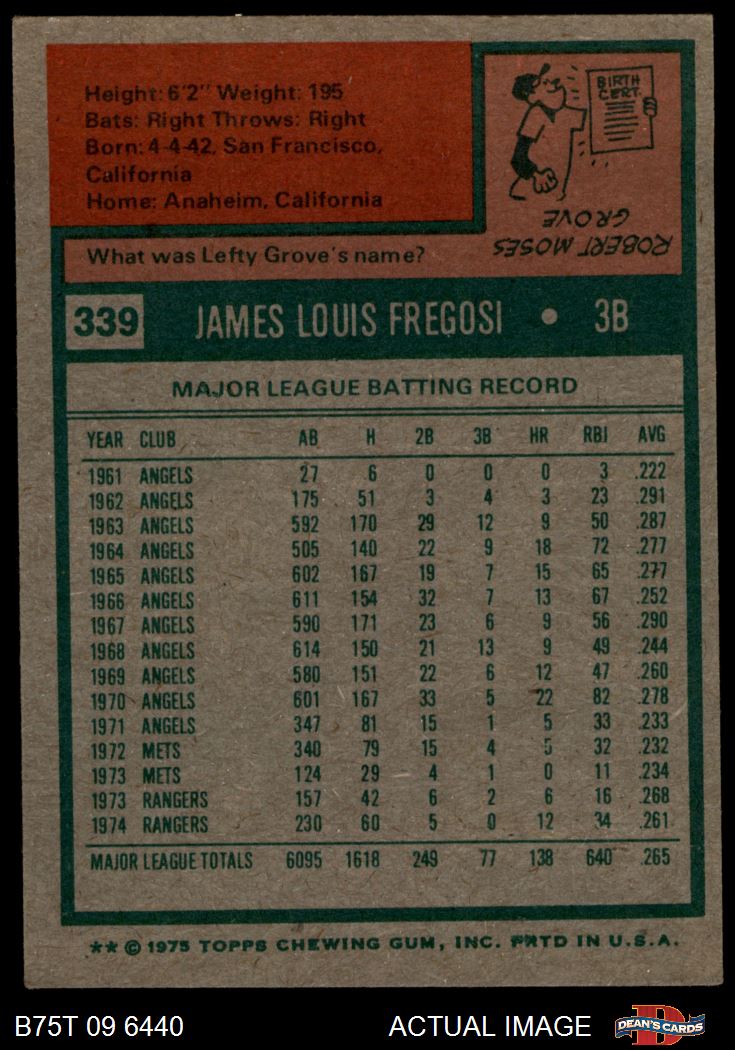 Height: 6'2" Weight: 195
Bats: Right Throws: Right
Born: 4-4-42, San Francisco,
California
Home: Anaheim, California
What was Lefty Grove's name?
BIRTH
CERT.
ROBERT MOSES
GROVE
339 JAMES LOUIS FREGOSI • 3B
MAJOR LEAGUE BATTING RECORD
YEAR CLUB AB H 2B 3B HR RBI AVG
1961 ANGELS 27 6 0 0 0 3 .222
1962 ANGELS 175 51 3 4 3 23 .291
1963 ANGELS 592 170 29 12 9 50 .287
1964 ANGELS 505 140 22 9 18 72 .277
1965 ANGELS 602 167 19 7 15 65 .277
1966 ANGELS 611 154 32 7 13 67 .252
1967 ANGELS 590 171 23 6 9 56 .290
1968 ANGELS 614 150 21 13 9 49 .244
1969 ANGELS 580 151 22 6 12 47 .260
1970 ANGELS 601 167 33 5 22 82 .278
1971 ANGELS 347 81 15 1 5 33 .233
1972 METS 340 79 15 4 5 32 .232
1973 METS 124 29 4 1 0 11 .234
1973 RANGERS 157 42 6 2 6 16 .268
1974 RANGERS 230 60 5 0 12 34 .261
MAJOR LEAGUE TOTALS 6095 1618 249 77 138 640 .265
** © 1975 TOPPS CHEWING GUM, INC. PRTD IN U.S.A.
B75T 09 6440 ACTUAL IMAGE
D
DEAN'S CARDS